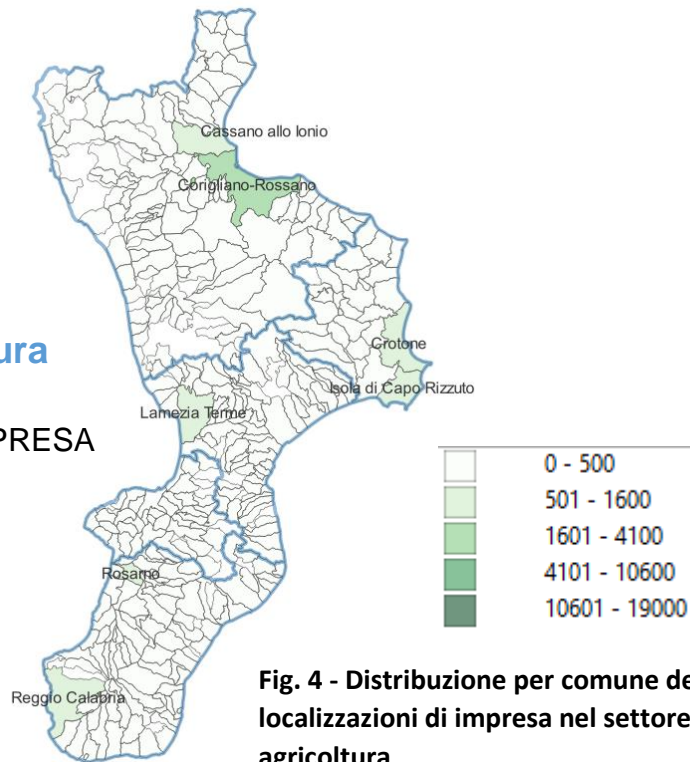 Cassano allo Ionio
Corigliano-Rossano
Crotone
Isola di Capo Rizzuto
Lamezia Terme
Rosarno
Reggio Calabria
0 - 500
501 - 1600
1601 - 4100
4101 - 10600
10601 - 19000
Fig. 4 - Distribuzione per comune de
localizzazioni di impresa nel settore
agricoltura
ura
PRESA